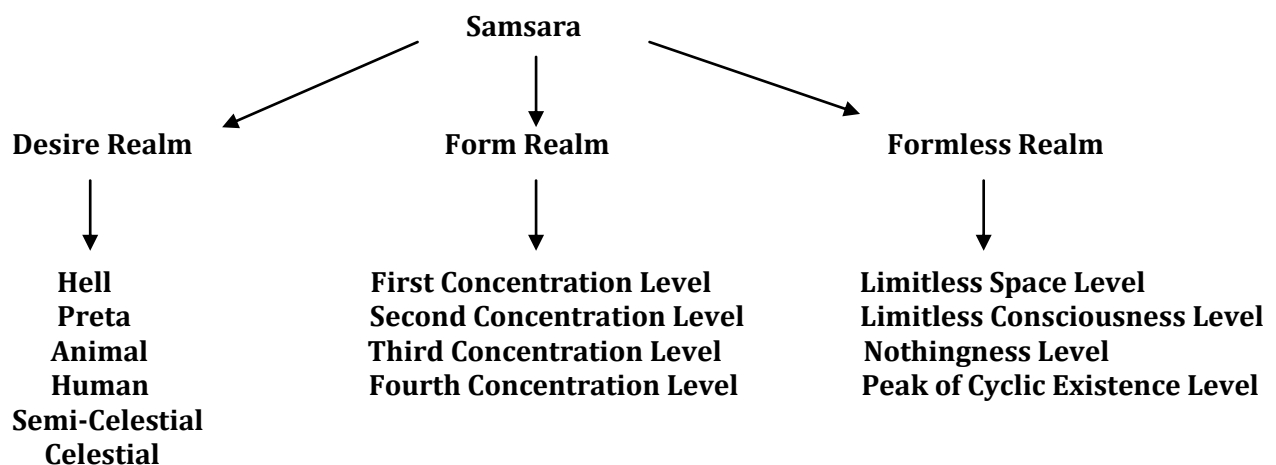 Samsara
Desire Realm Form Realm Formless Realm
Hell First Concentration Level Limitless Space Level
Preta Second Concentration Level Limitless Consciousness Level
Animal Third Concentration Level Nothingness Level
Human Fourth Concentration Level Peak of Cyclic Existence Level
Semi-Celestial
Celestial